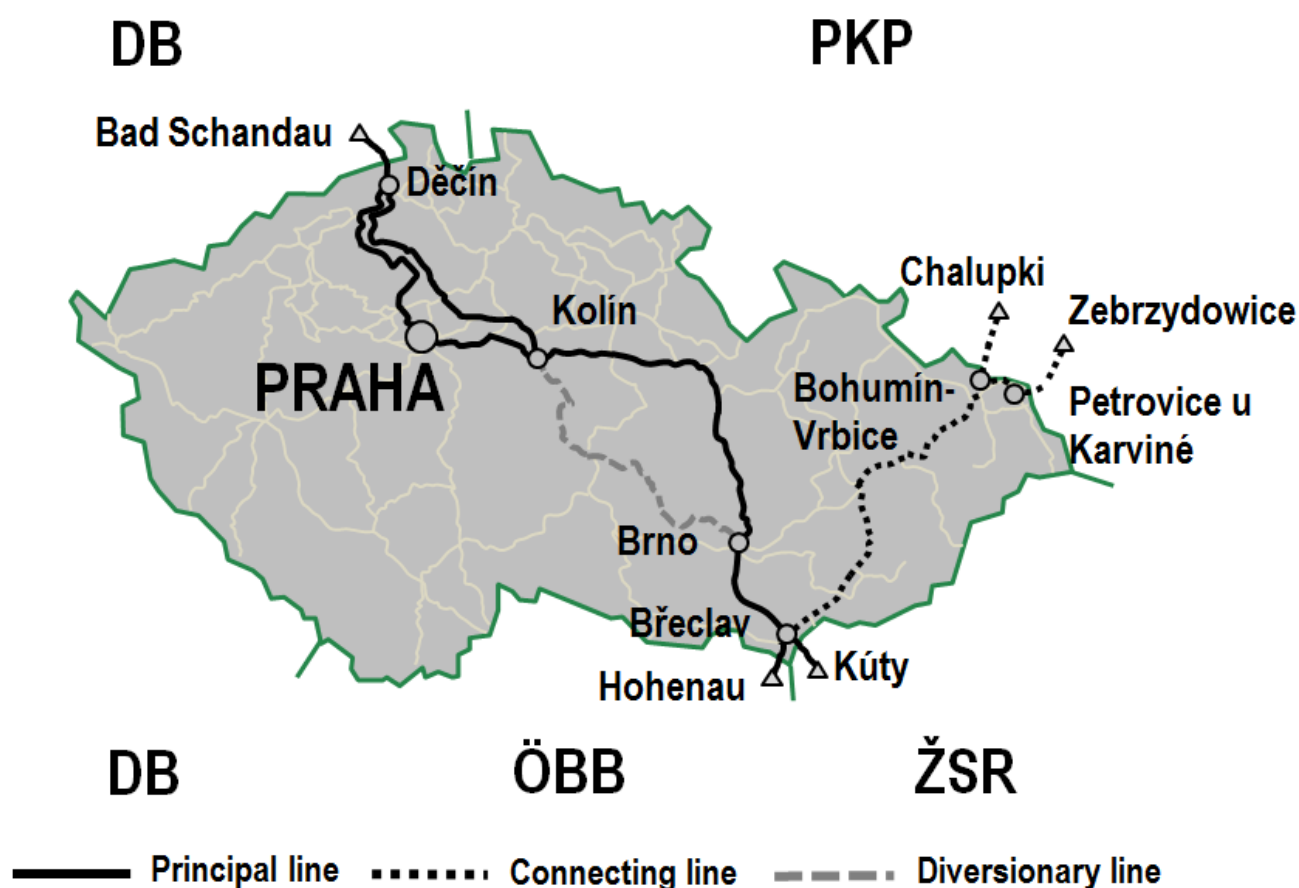 DB
PKP
Bad Schandau
Děčín
Chalupki
Kolín
Zebrzydowice
PRAHA
Bohumín-
Vrbice
Petrovice u
Karviné
Brno
Břeclav
Hohenau
Kúty
DB
ÖBB
ŽSR
Principal line
Connecting line
Diversionary line